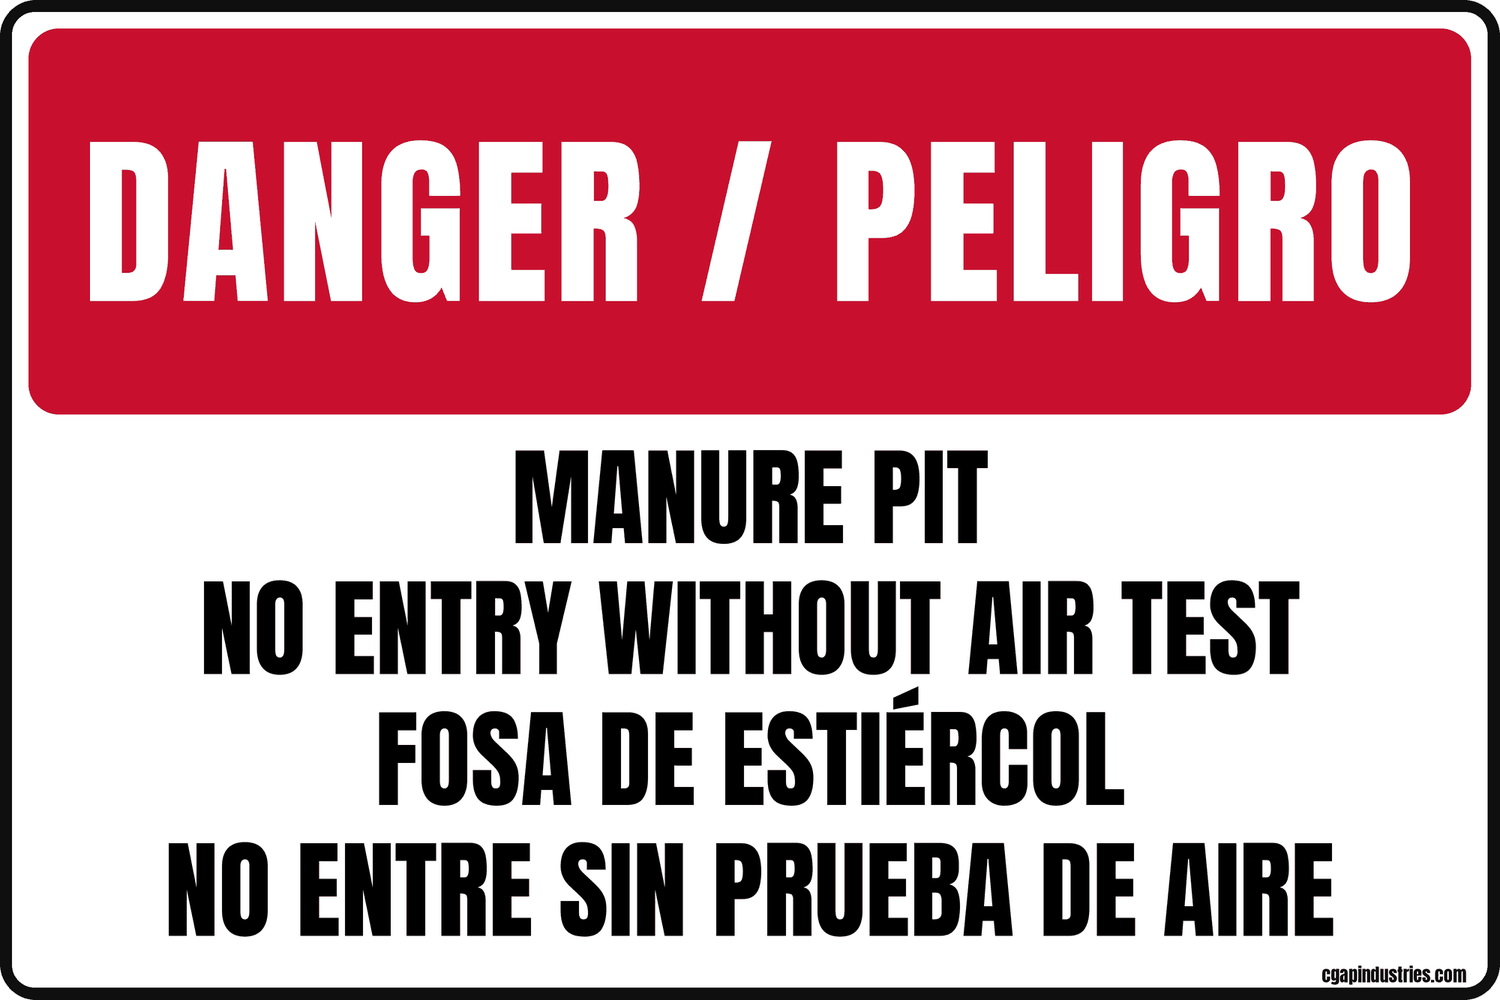 DANGER / PELIGRO
MANURE PIT
NO ENTRY WITHOUT AIR TEST
FOSA DE ESTIÉRCOL
NO ENTRE SIN PRUEBA DE AIRE
cgapindustries.com